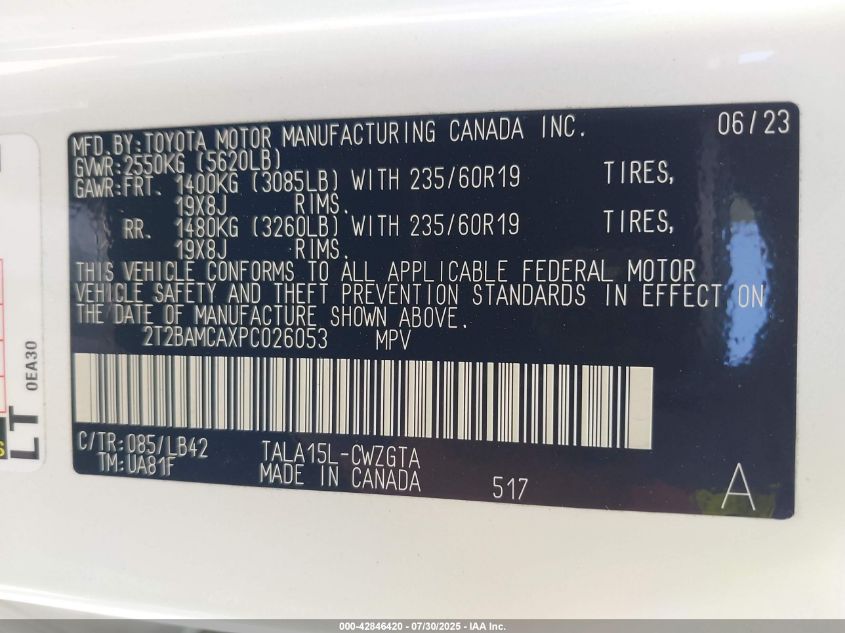 MFD. BY: TOYOTA MOTOR MANUFACTURING CANADA INC. 06/23
GVWR: 2550KG (5620LB)
GAWR: FRT. 1400KG (3085LB) WITH 235/60R19 TIRES,
19X8J RIMS.
RR. 1480KG (3260LB) WITH 235/60R19 TIRES,
19X8J RIMS.
THIS VEHICLE CONFORMS TO ALL APPLICABLE FEDERAL MOTOR
VEHICLE SAFETY AND THEFT PREVENTION STANDARDS IN EFFECT ON
THE DATE OF MANUFACTURE SHOWN ABOVE.
2T2BAMCAXPC026053 MPV
C/TR: 085/LB42 TALA15L-CWZGTA
TM: UA81F MADE IN CANADA 517 A
LT 0EA30
000-42846420 - 07/30/2025 - IAA Inc.